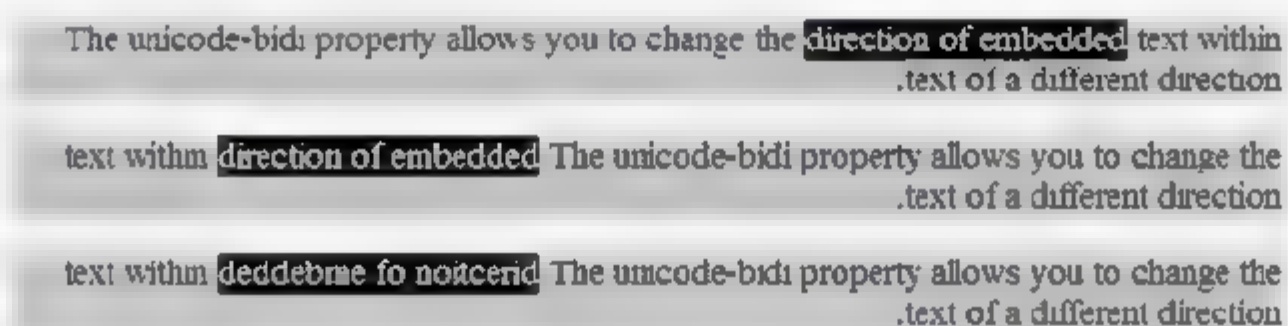 The unicode-bidi property allows you to change the direction of embedded text within
.text of a different direction
text within direction of embedded The unicode-bidi property allows you to change the
.text of a different direction
text within deddebme fo noitcerid The unicode-bidi property allows you to change the
.text of a different direction